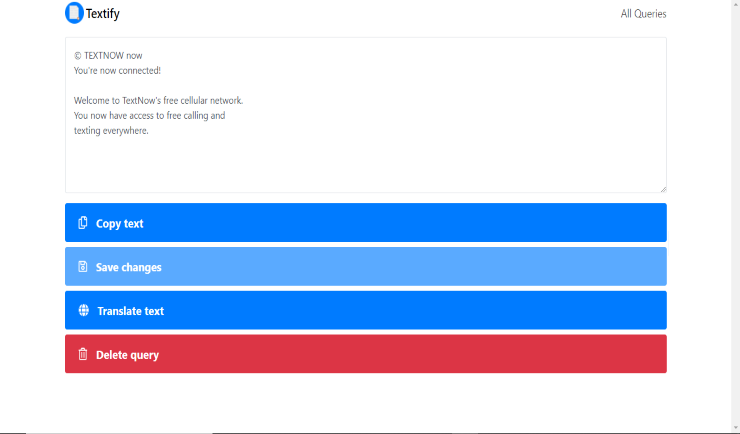 Textify
All Queries
© TEXTNOW now
You're now connected!
Welcome to TextNow's free cellular network.
You now have access to free calling and
texting everywhere.
Copy text
Save changes
Translate text
Delete query